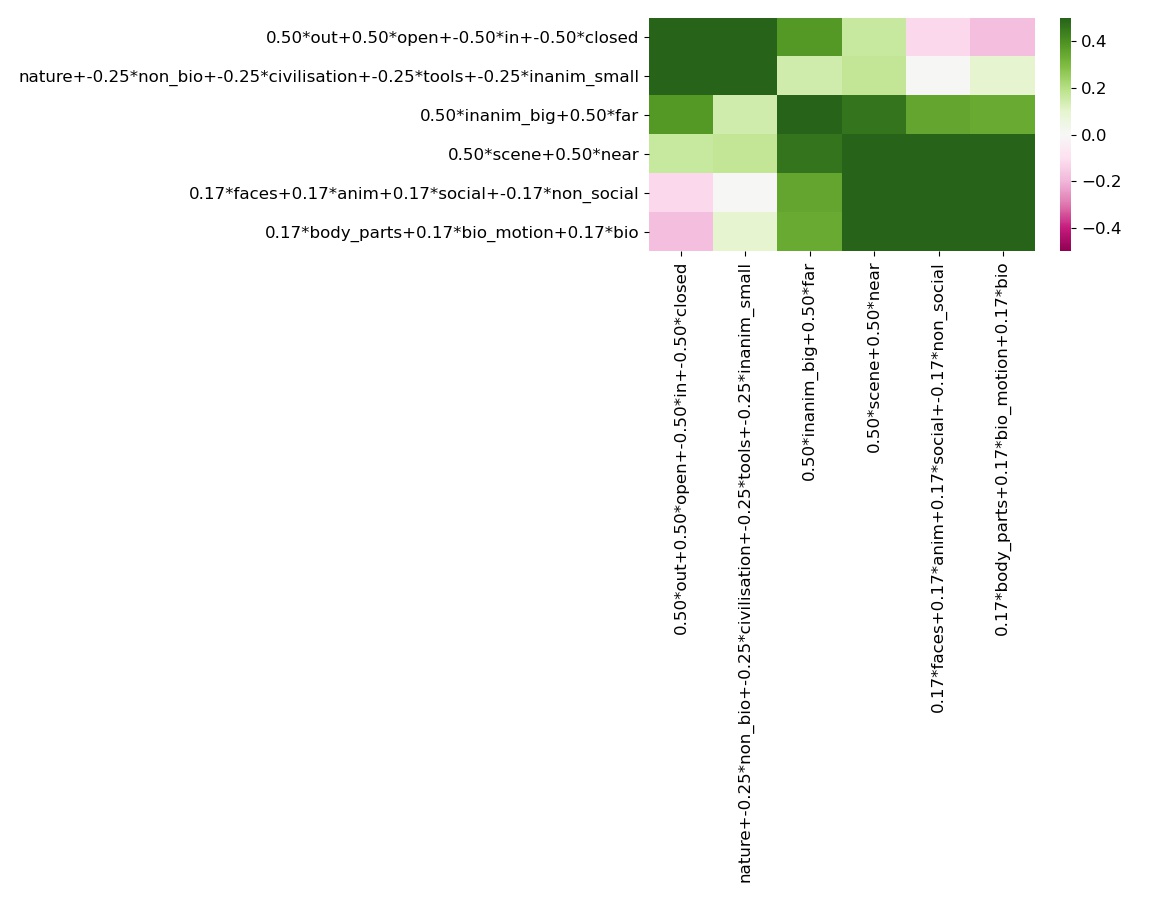 0.50*out+0.50*open+-0.50*in+-0.50*closed
nature+-0.25*non_bio+-0.25*civilisation+-0.25*tools+-0.25*inanim_small
0.50*inanim_big+0.50*far
0.50*scene+0.50*near
0.17*faces+0.17*anim+0.17*social+-0.17*non_social
0.17*body_parts+0.17*bio_motion+0.17*bio
0.50*out+0.50*open+-0.50*in+-0.50*closed
nature+-0.25*non_bio+-0.25*civilisation+-0.25*tools+-0.25*inanim_small
0.50*inanim_big+0.50*far
0.50*scene+0.50*near
0.17*faces+0.17*anim+0.17*social+-0.17*non_social
0.17*body_parts+0.17*bio_motion+0.17*bio
0.4
0.2
0.0
−0.2
−0.4